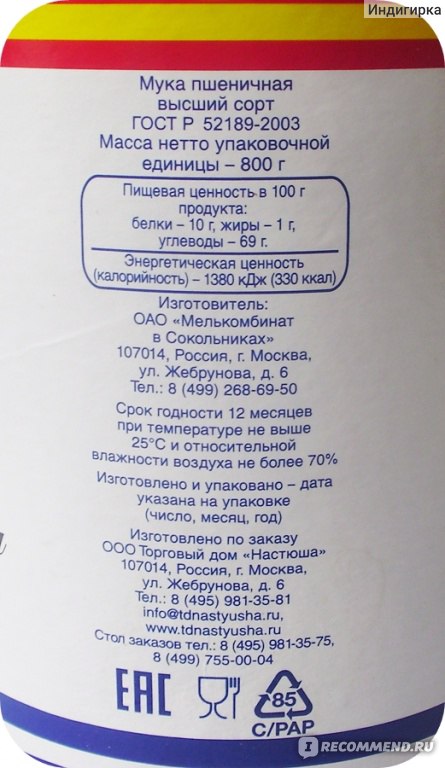 Индигирка
Мука пшеничная
высший сорт
ГОСТ Р 52189-2003
Масса нетто упаковочной
единицы – 800 г
Пищевая ценность в 100 г
продукта:
белки – 10 г, жиры – 1 г,
углеводы – 69 г.
Энергетическая ценность
(калорийность) – 1380 кДж (330 ккал)
Изготовитель:
ОАО «Мелькомбинат
в Сокольниках»
107014, Россия, г. Москва,
ул. Жебрунова, д. 6
Тел.: 8 (499) 268-69-50
Срок годности 12 месяцев
при температуре не выше
25°С и относительной
влажности воздуха не более 70%
Изготовлено и упаковано – дата
указана на упаковке
(число, месяц, год)
Изготовлено по заказу
ООО Торговый дом «Настюша»
107014, Россия, г. Москва,
ул. Жебрунова, д. 6
Тел.: 8 (495) 981-35-81
info@tdnastyusha.ru
www.tdnastyusha.ru
Стол заказов тел.: 8 (495) 981-35-75,
8 (499) 755-00-04
ЕАС
85
C/PAP
IRECOMMEND.RU